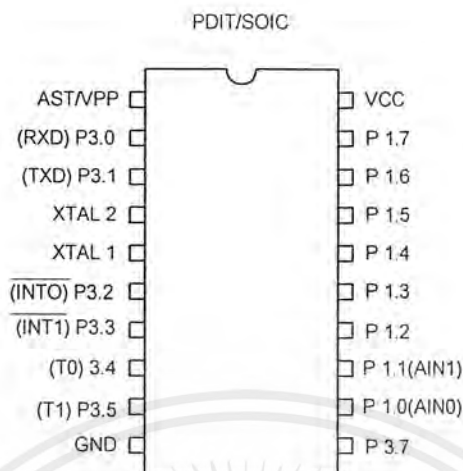 PDIT/SOIC
AST/VPP
(RXD) P3.0
(TXD) P3.1
XTAL 2
XTAL 1
(INTO) P3.2
(INT1) P3.3
(T0) 3.4
(T1) P3.5
GND
VCC
P 1.7
P 1.6
P 1.5
P 1.4
P 1.3
P 1.2
P 1.1(AIN1)
P 1.0(AIN0)
P 3.7